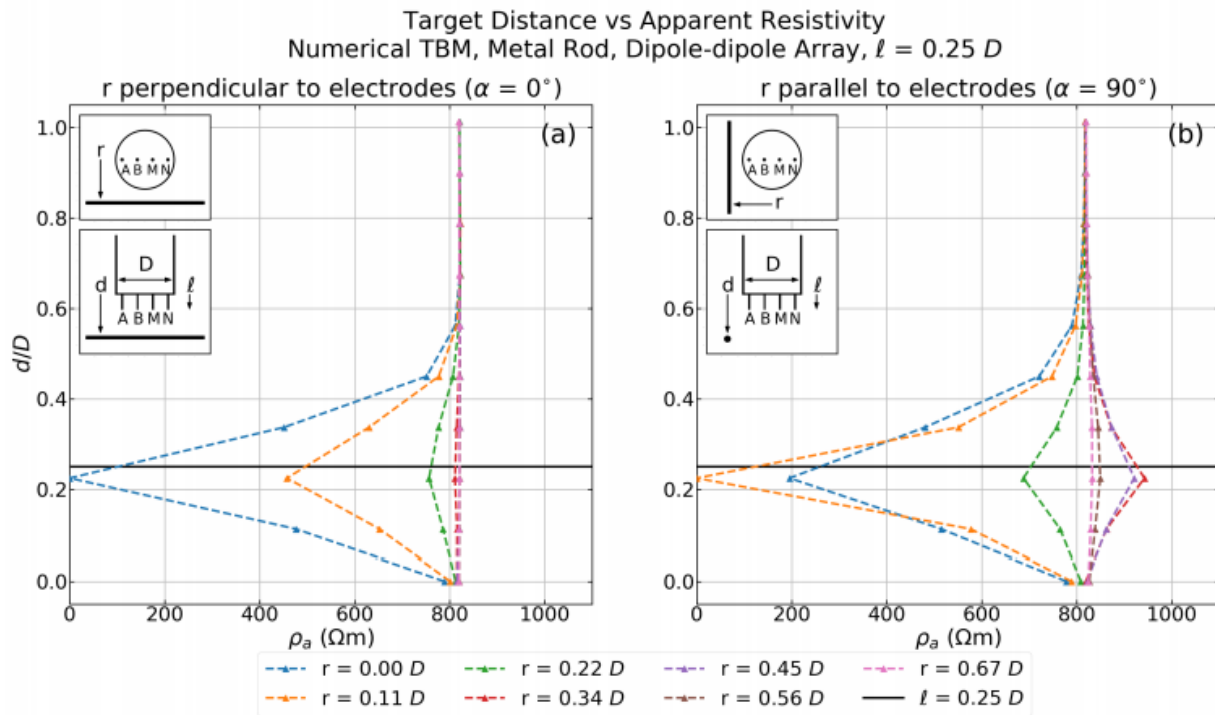 Target Distance vs Apparent Resistivity
Numerical TBM, Metal Rod, Dipole-dipole Array, ℓ = 0.25 D
r perpendicular to electrodes (α = 0°)
(a)
r
A B M N
D
d
ℓ
A B M N
d/D
1.0
0.8
0.6
0.4
0.2
0.0
0 200 400 600 800 1000
ρₐ (Ωm)
r parallel to electrodes (α = 90°)
(b)
A B M N
r
D
d
ℓ
A B M N
1.0
0.8
0.6
0.4
0.2
0.0
0 200 400 600 800 1000
ρₐ (Ωm)
r = 0.00 D r = 0.22 D r = 0.45 D r = 0.67 D
r = 0.11 D r = 0.34 D r = 0.56 D ℓ = 0.25 D